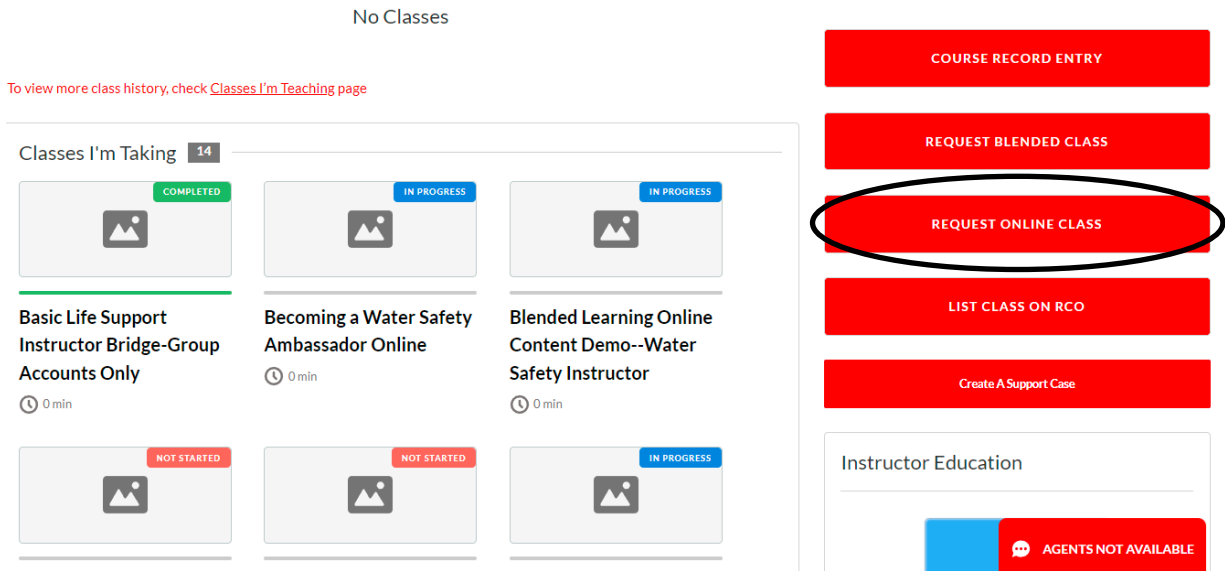 No Classes
To view more class history, check Classes I'm Teaching page
Classes I'm Taking 14
COMPLETED
Basic Life Support
Instructor Bridge-Group
Accounts Only
0 min
IN PROGRESS
Becoming a Water Safety
Ambassador Online
0 min
IN PROGRESS
Blended Learning Online
Content Demo--Water
Safety Instructor
0 min
NOT STARTED
NOT STARTED
IN PROGRESS
COURSE RECORD ENTRY
REQUEST BLENDED CLASS
REQUEST ONLINE CLASS
LIST CLASS ON RCO
Create A Support Case
Instructor Education
AGENTS NOT AVAILABLE